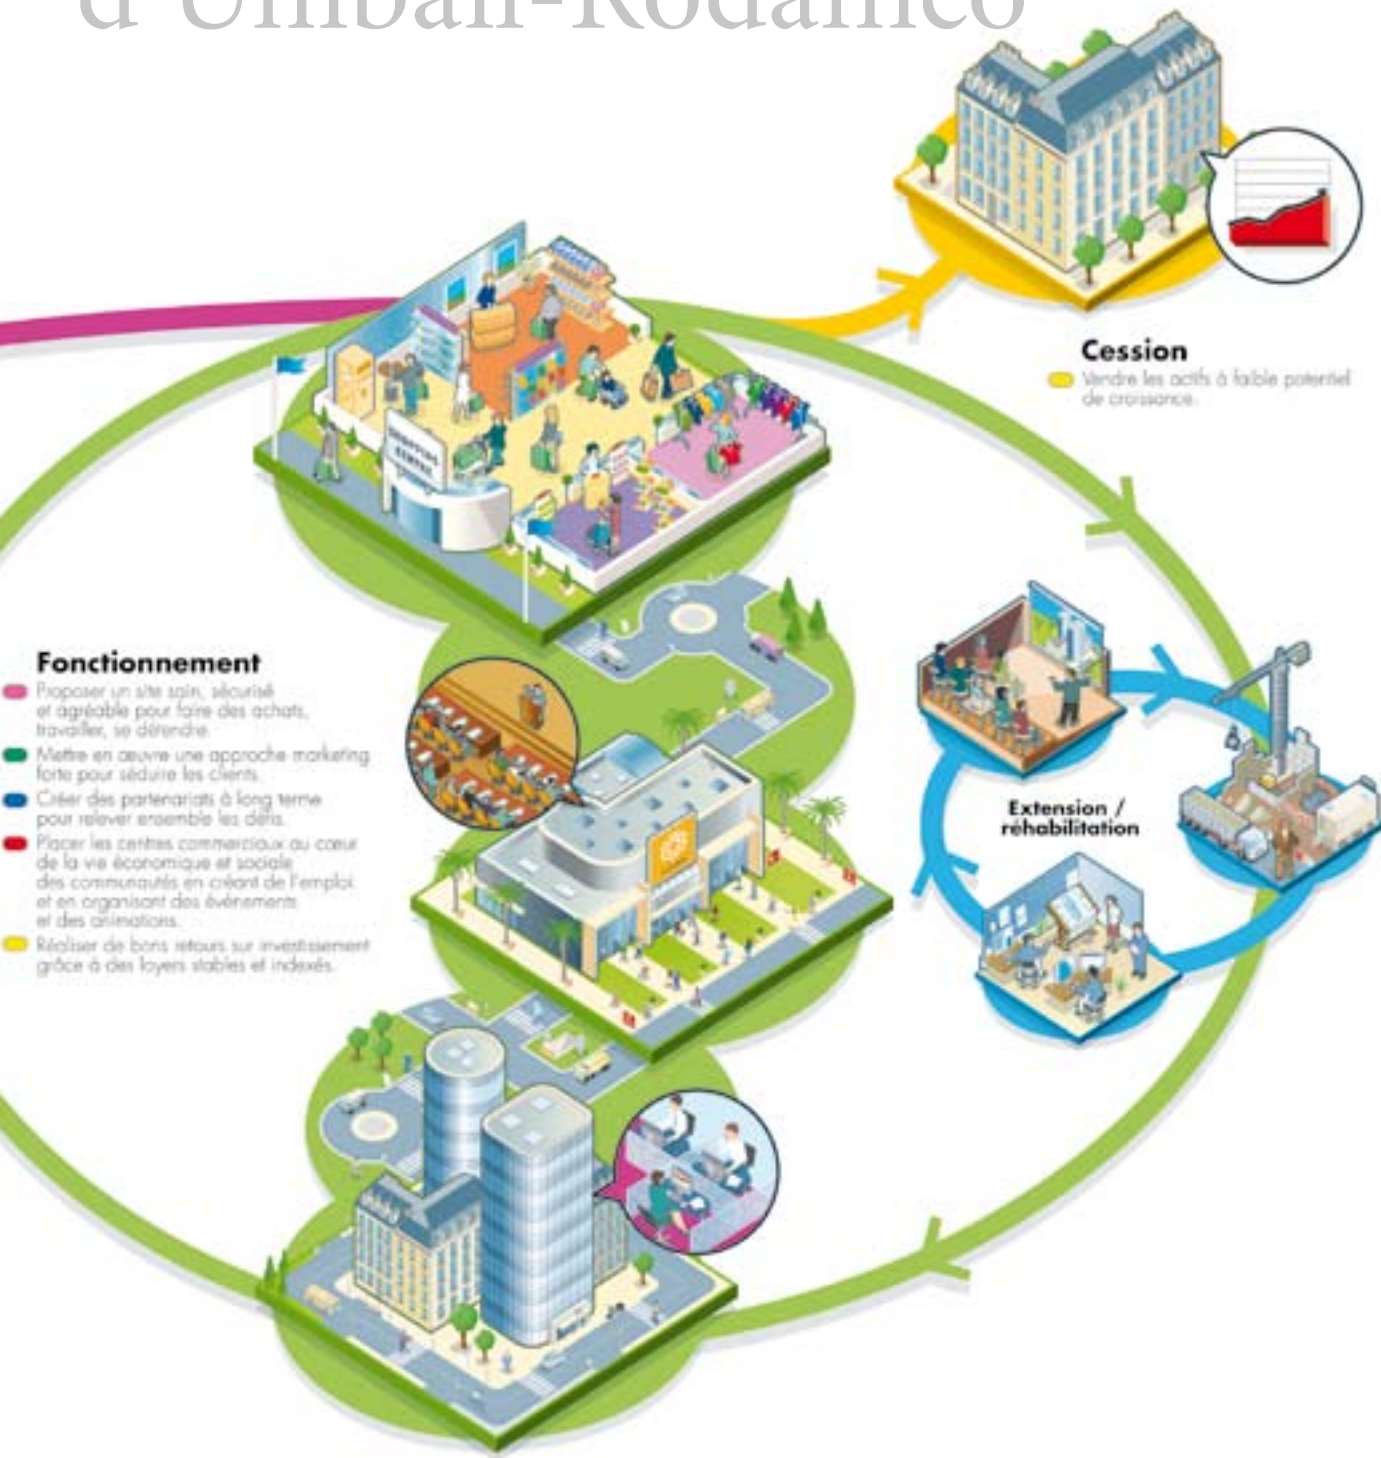 d'Unibail-Rodamco
Cession
Vendre les actifs à faible potentiel
de croissance.
SHOPPING
CENTRE
Fonctionnement
Proposer un site sain, sécurisé
et agréable pour faire des achats,
travailler, se détendre.
Mettre en œuvre une approche marketing
forte pour séduire les clients.
Créer des partenariats à long terme
pour relever ensemble les défis.
Placer les centres commerciaux au cœur
de la vie économique et sociale
des communautés en créant de l'emploi
et en organisant des événements
et des animations.
Réaliser de bons retours sur investissement
grâce à des loyers stables et indexés.
Extension /
réhabilitation